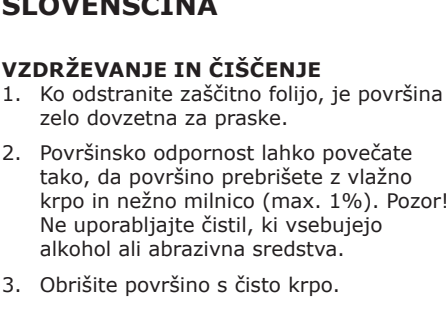 SLOVENŠČINA
VZDRŽEVANJE IN ČIŠČENJE
1. Ko odstranite zaščitno folijo, je površina
zelo dovzetna za praske.
2. Površinsko odpornost lahko povečate
tako, da površino prebrišete z vlažno
krpo in nežno milnico (max. 1%). Pozor!
Ne uporabljajte čistil, ki vsebujejo
alkohol ali abrazivna sredstva.
3. Obrišite površino s čisto krpo.